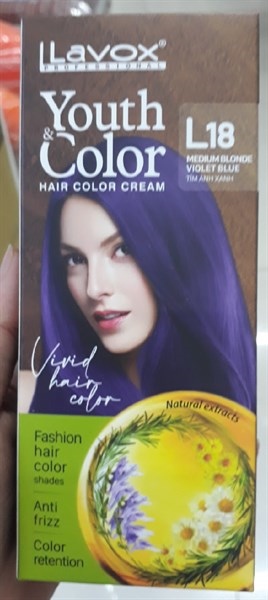 Lavox®
PROFESSIONAL
Youth
& Color
HAIR COLOR CREAM
L18
MEDIUM BLONDE
VIOLET BLUE
TÍM ÁNH XANH
Vivid
hair
color
Natural extracts
Fashion
hair
color
shades
Anti
frizz
Color
retention